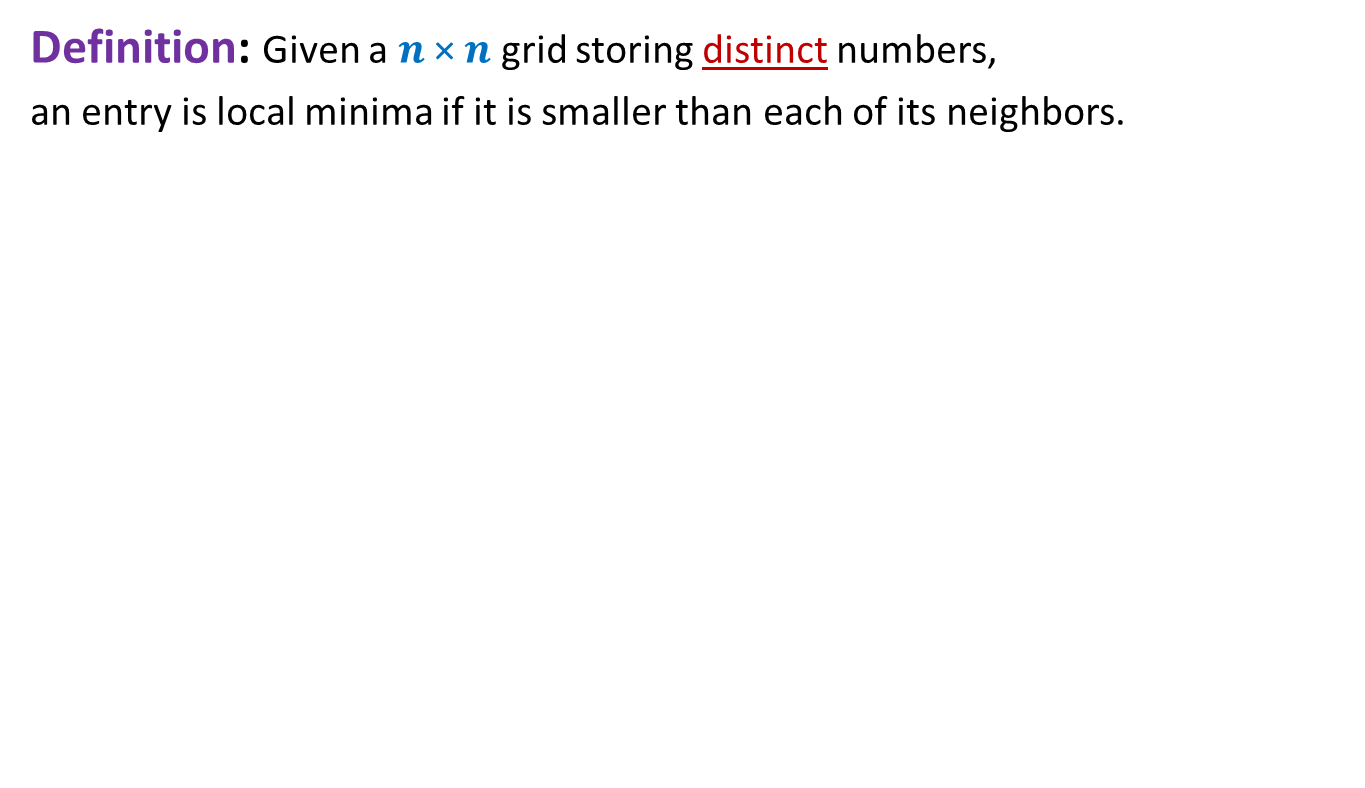 Definition: Given a n × n grid storing distinct numbers,
an entry is local minima if it is smaller than each of its neighbors.